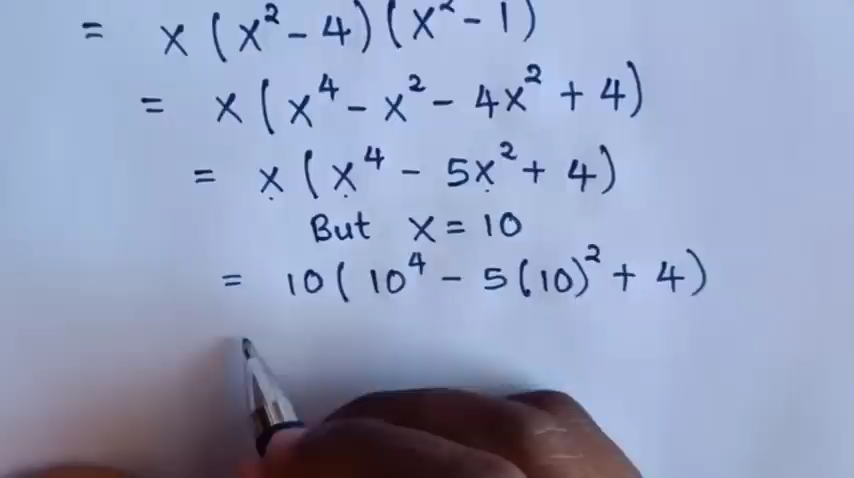 = x (x² - 4)(x² - 1)
= x (x⁴ - x² - 4x² + 4)
= x (x⁴ - 5x² + 4)
But x = 10
= 10 (10⁴ - 5(10)² + 4)